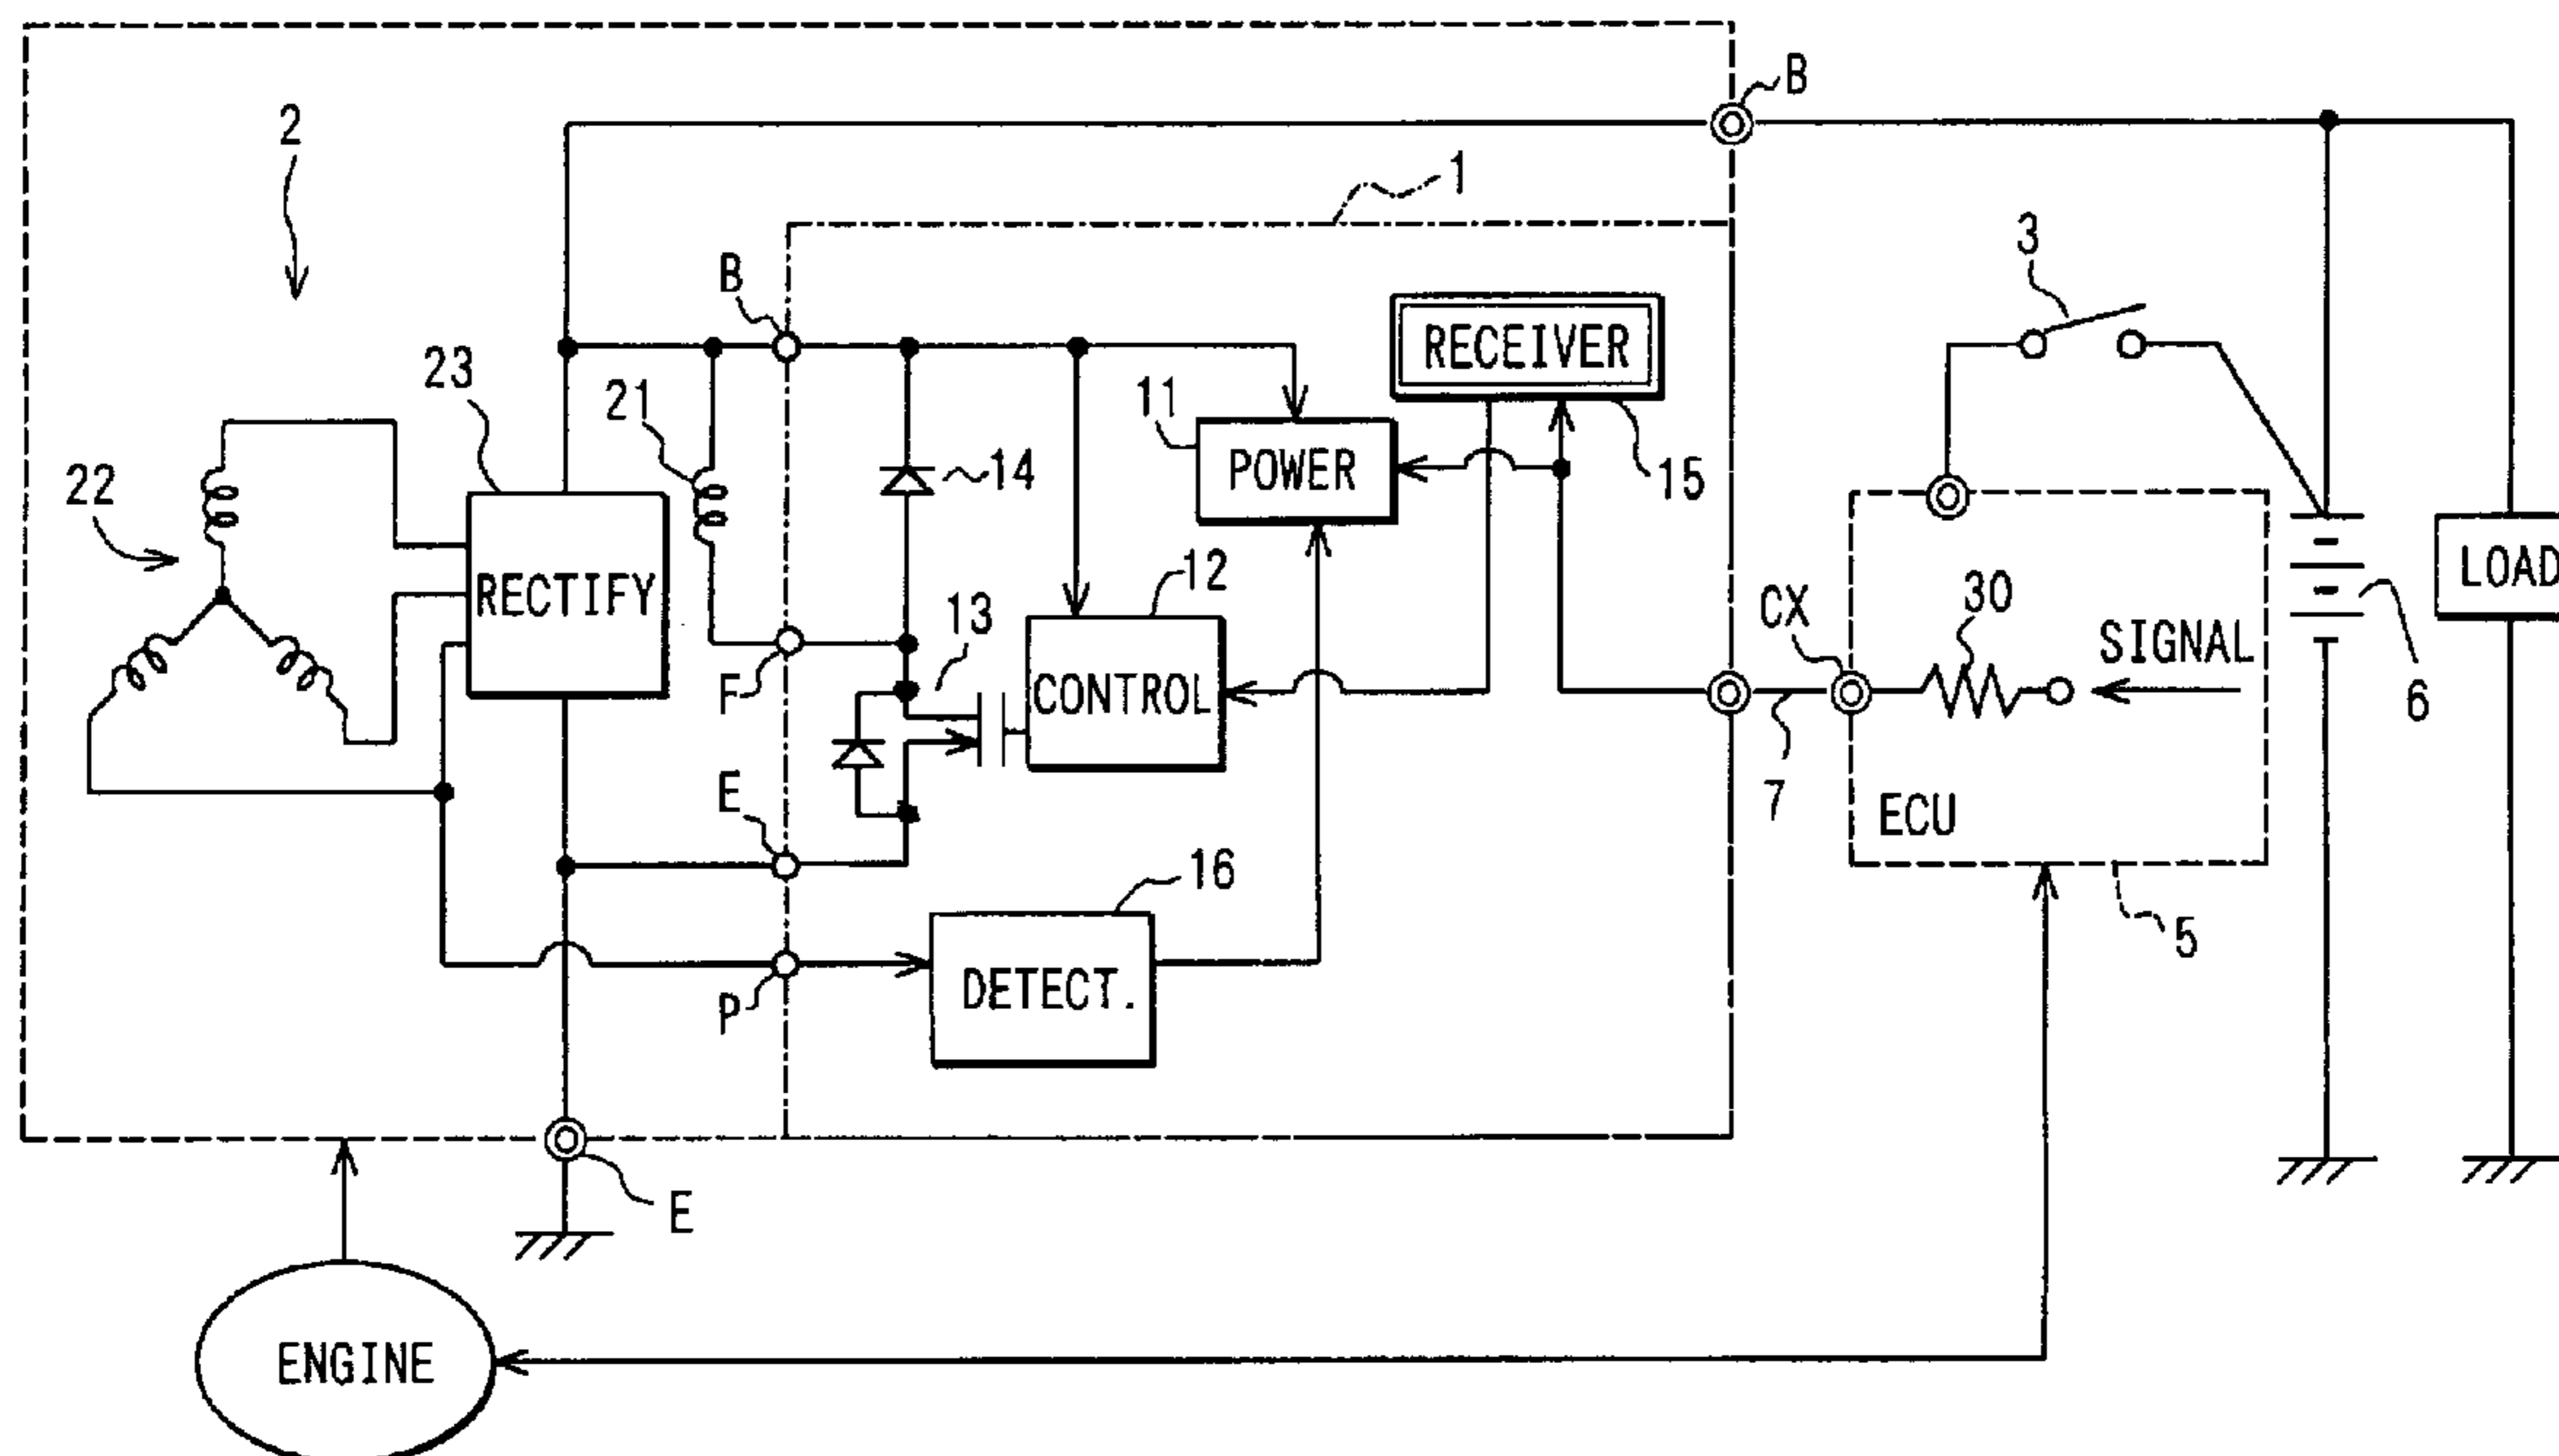 B
2
1
3
B
23
RECEIVER
21
11
22
POWER
14
15
RECTIFY
12
LOAD
13
CX
30
SIGNAL
CONTROL
F
6
E
7
ECU
16
5
DETECT.
P
E
ENGINE